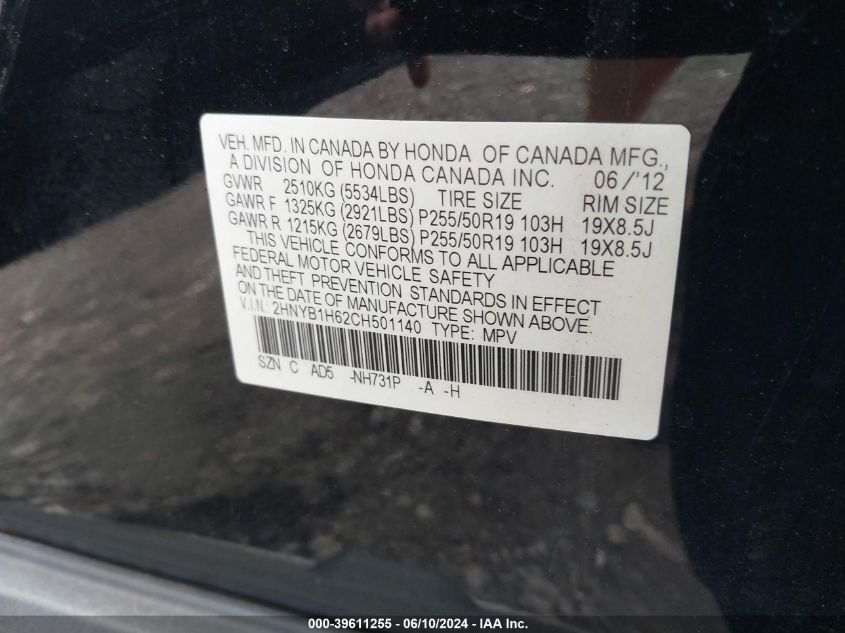 VEH. MFD. IN CANADA BY HONDA OF CANADA MFG.,
A DIVISION OF HONDA CANADA INC. 06/'12
GVWR 2510KG (5534LBS) TIRE SIZE RIM SIZE
GAWR F 1325KG (2921LBS) P255/50R19 103H 19X8.5J
GAWR R 1215KG (2679LBS) P255/50R19 103H 19X8.5J
THIS VEHICLE CONFORMS TO ALL APPLICABLE
FEDERAL MOTOR VEHICLE SAFETY
AND THEFT PREVENTION STANDARDS IN EFFECT
ON THE DATE OF MANUFACTURE SHOWN ABOVE.
V.I.N.: 2HNYB1H62CH501140 TYPE: MPV
SZN C AD5 -NH731P -A -H
000-39611255 - 06/10/2024 - IAA Inc.